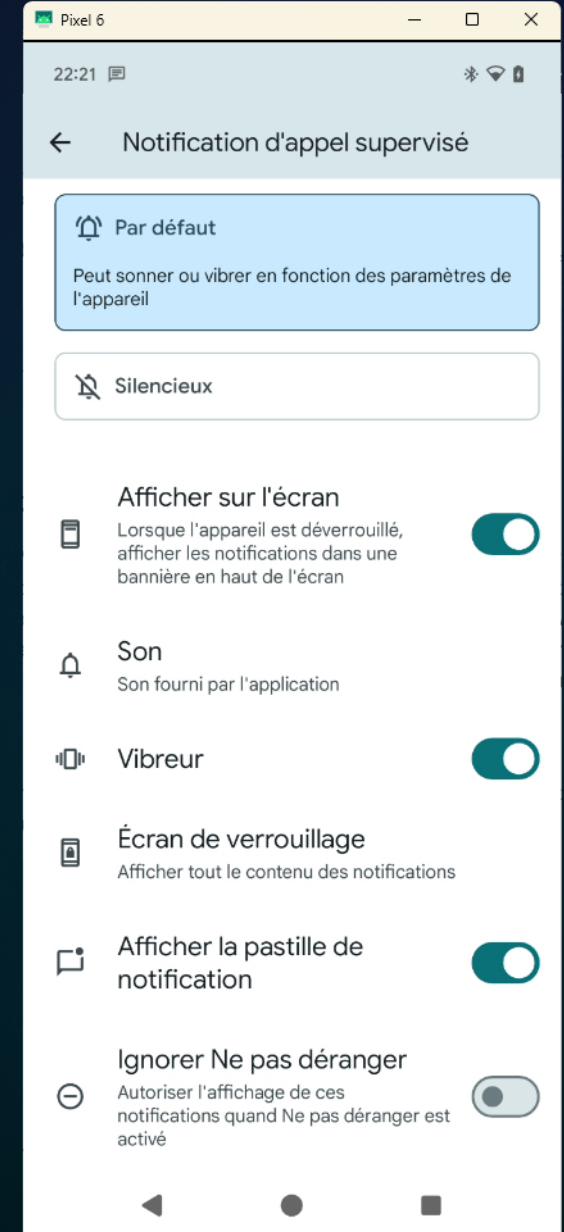 Pixel 6
22:21
Notification d'appel supervisé
Par défaut
Peut sonner ou vibrer en fonction des paramètres de
l'appareil
Silencieux
Afficher sur l'écran
Lorsque l'appareil est déverrouillé,
afficher les notifications dans une
bannière en haut de l'écran
Son
Son fourni par l'application
Vibreur
Écran de verrouillage
Afficher tout le contenu des notifications
Afficher la pastille de
notification
Ignorer Ne pas déranger
Autoriser l'affichage de ces
notifications quand Ne pas déranger est
activé